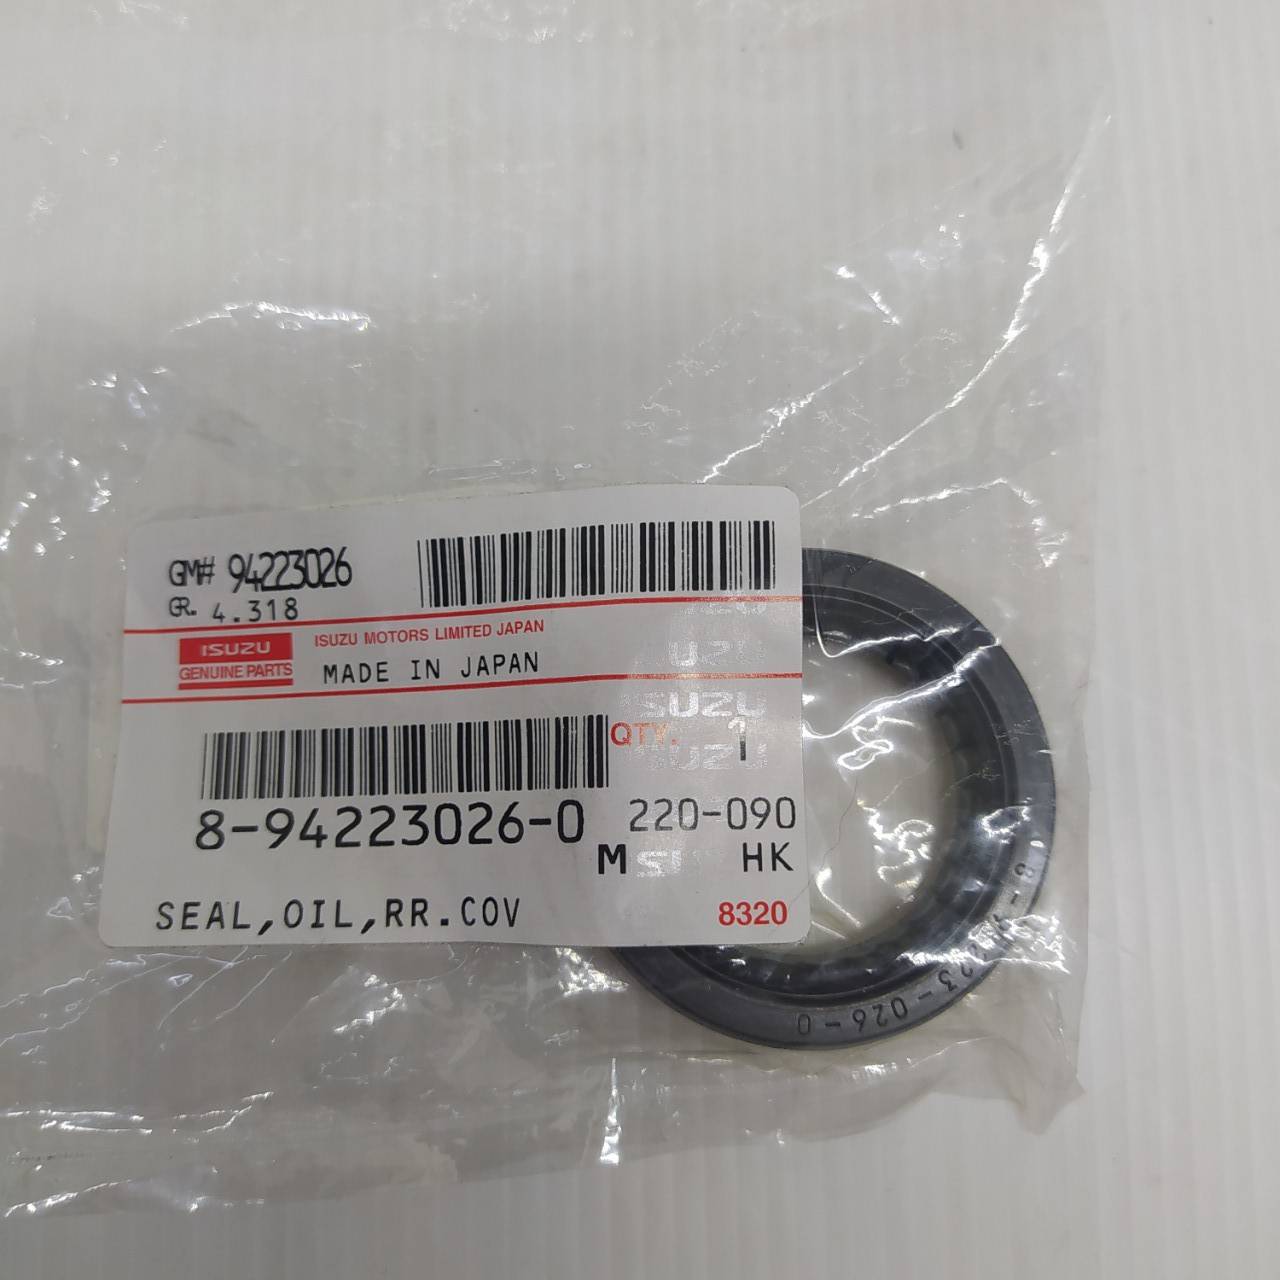 GM# 94223026
GR. 4.318
ISUZU
GENUINE PARTS
ISUZU MOTORS LIMITED JAPAN
MADE IN JAPAN
ISUZU
QTY. 1
8-94223026-0
220-090
M HK
SEAL,OIL,RR.COV
8320